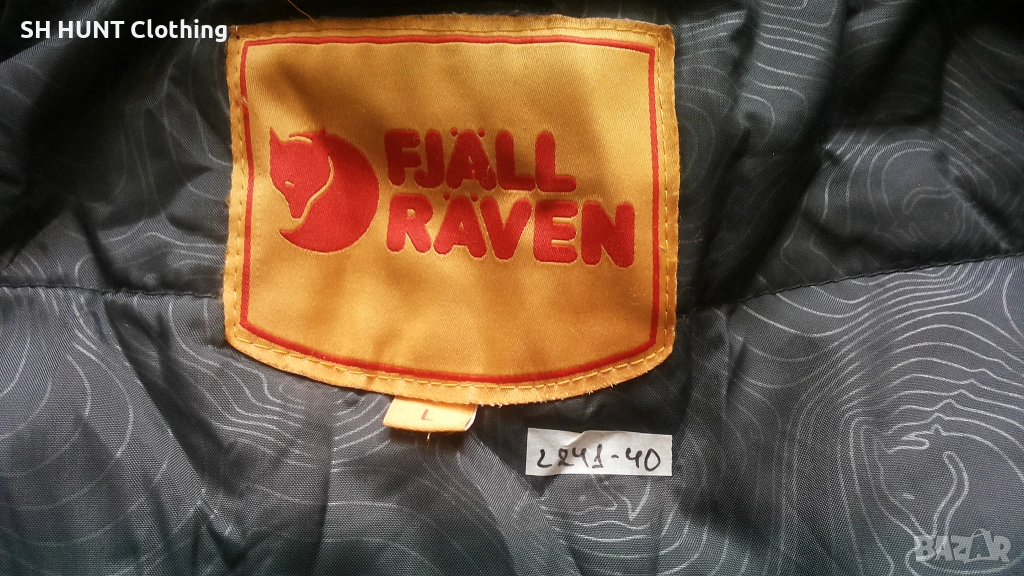 SH HUNT Clothing
FJÄLL
RÄVEN
L
2241-40
BAZAR